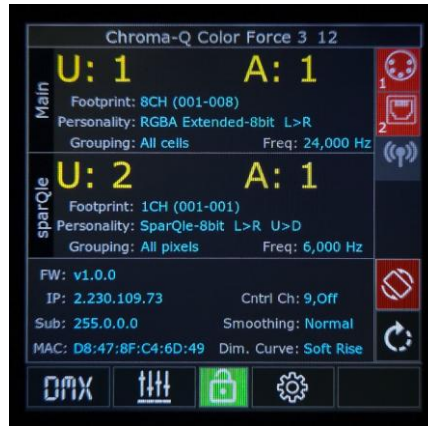 Chroma-Q Color Force 3 12
Main
U: 1 A: 1
Footprint: 8CH (001-008)
Personality: RGBA Extended-8bit L>R
Grouping: All cells Freq: 24,000 Hz
1
2
sparQle
U: 2 A: 1
Footprint: 1CH (001-001)
Personality: SparQle-8bit L>R U>D
Grouping: All pixels Freq: 6,000 Hz
FW: v1.0.0
IP: 2.230.109.73 Cntrl Ch: 9,Off
Sub: 255.0.0.0 Smoothing: Normal
MAC: D8:47:8F:C4:6D:49 Dim. Curve: Soft Rise
DMX